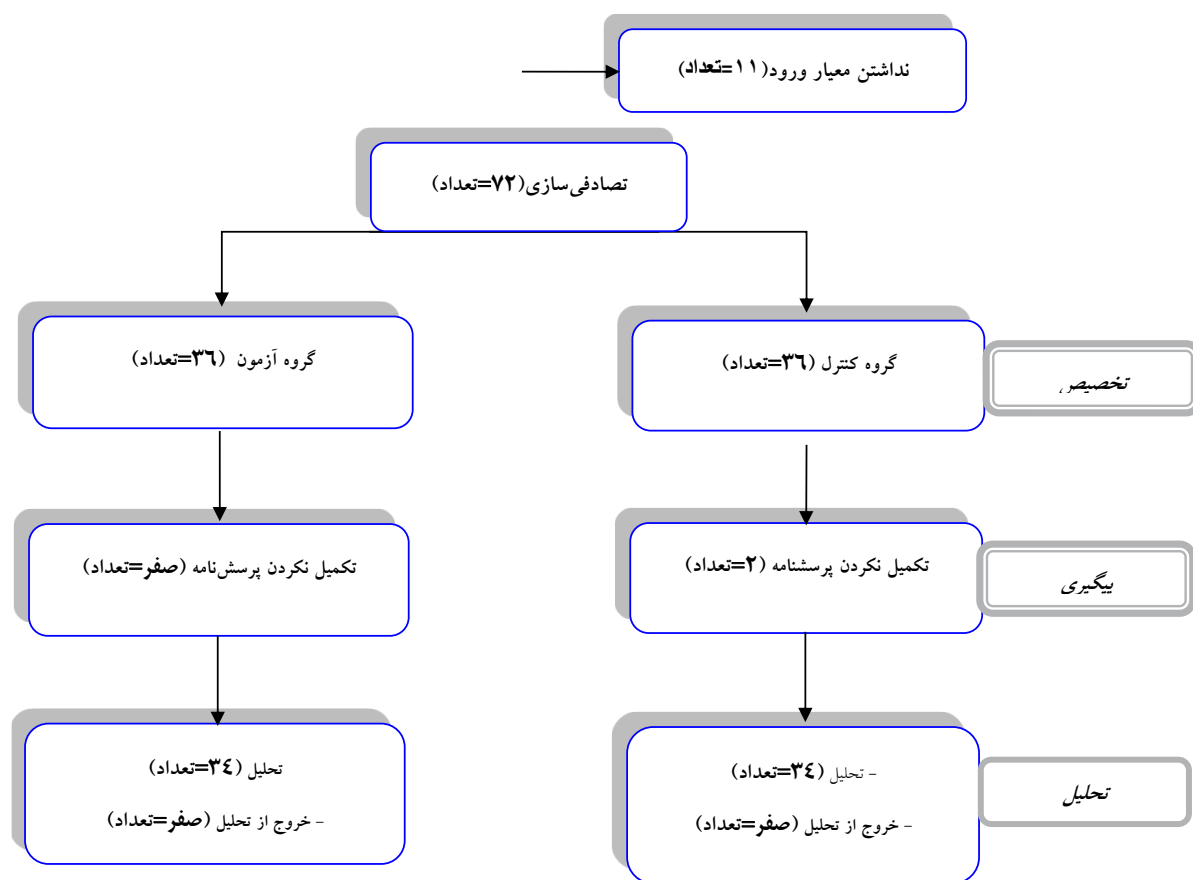 نداشتن معیار ورود(۱۱=تعداد)
تصادفی‌سازی(۷۲=تعداد)
گروه آزمون (۳٦=تعداد)
گروه کنترل (۳٦=تعداد)
تخصیص
تکمیل نکردن پرسش‌نامه (صفر=تعداد)
تکمیل نکردن پرسشنامه (۲=تعداد)
پیگیری
تحلیل (۳٤=تعداد)
- خروج از تحلیل (صفر=تعداد)
- تحلیل (۳٤=تعداد)
- خروج از تحلیل (صفر=تعداد)
تحلیل